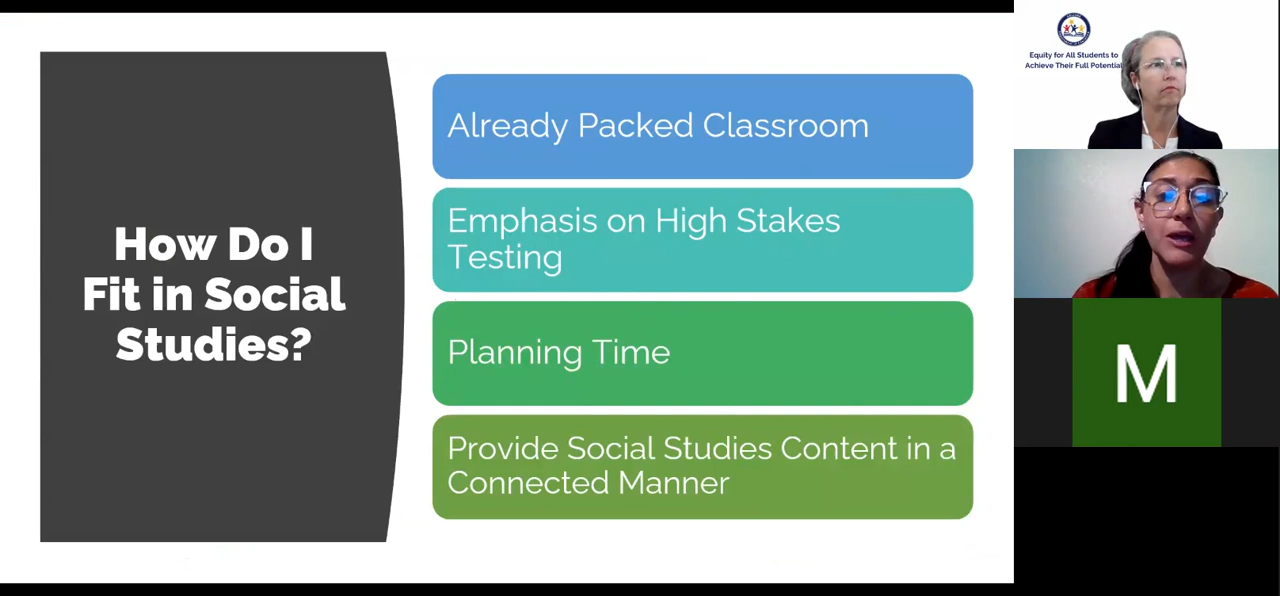 How Do I
Fit in Social
Studies?
Already Packed Classroom
Emphasis on High Stakes
Testing
Planning Time
Provide Social Studies Content in a
Connected Manner
Equity for All Students to
Achieve Their Full Potential
M